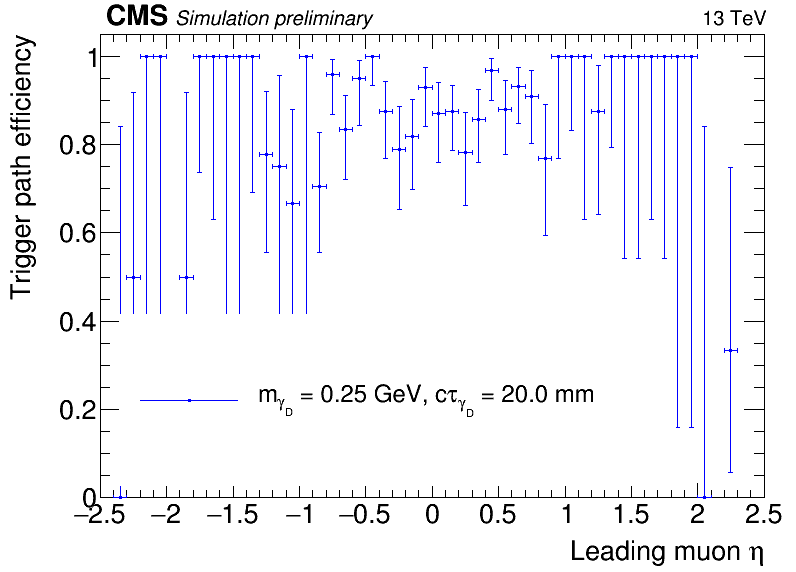 CMS Simulation preliminary 13 TeV
Trigger path efficiency
1
0.8
0.6
0.4
0.2
0
m_γ_D = 0.25 GeV, cτ_γ_D = 20.0 mm
−2.5 −2 −1.5 −1 −0.5 0 0.5 1 1.5 2 2.5
Leading muon η